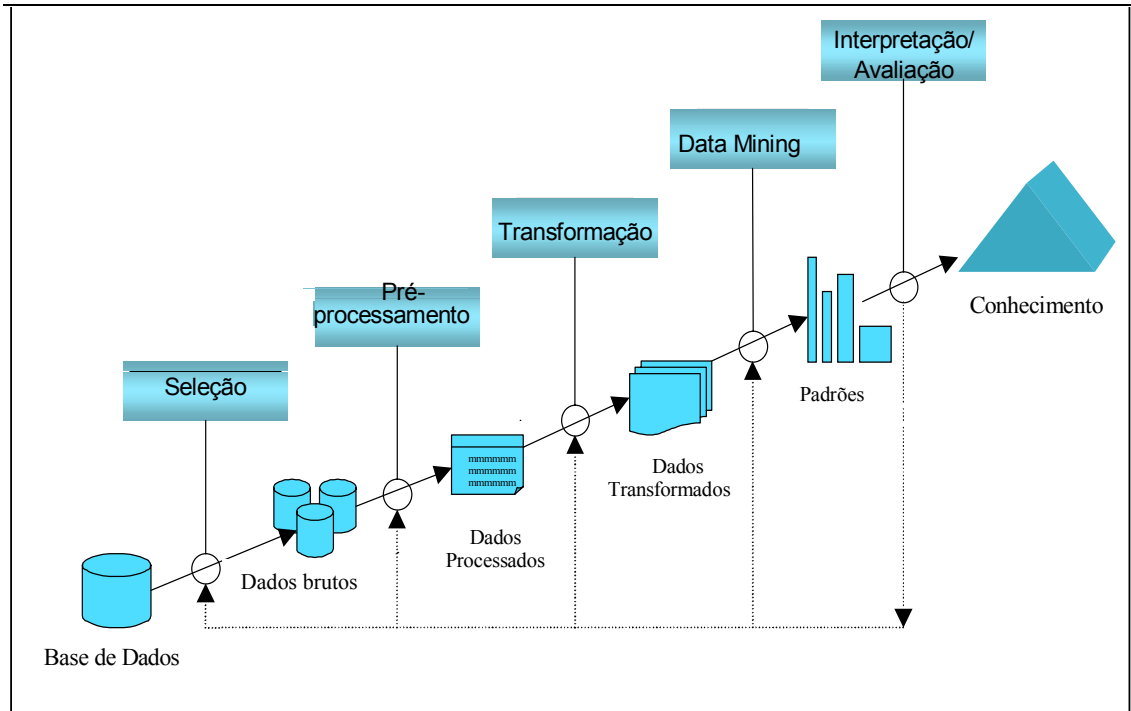 Interpretação/
Avaliação
Data Mining
Transformação
Pré-
processamento
Seleção
Conhecimento
Padrões
Dados
Transformados
mmmmmm
mmmmmm
mmmmmm
Dados
Processados
Dados brutos
Base de Dados